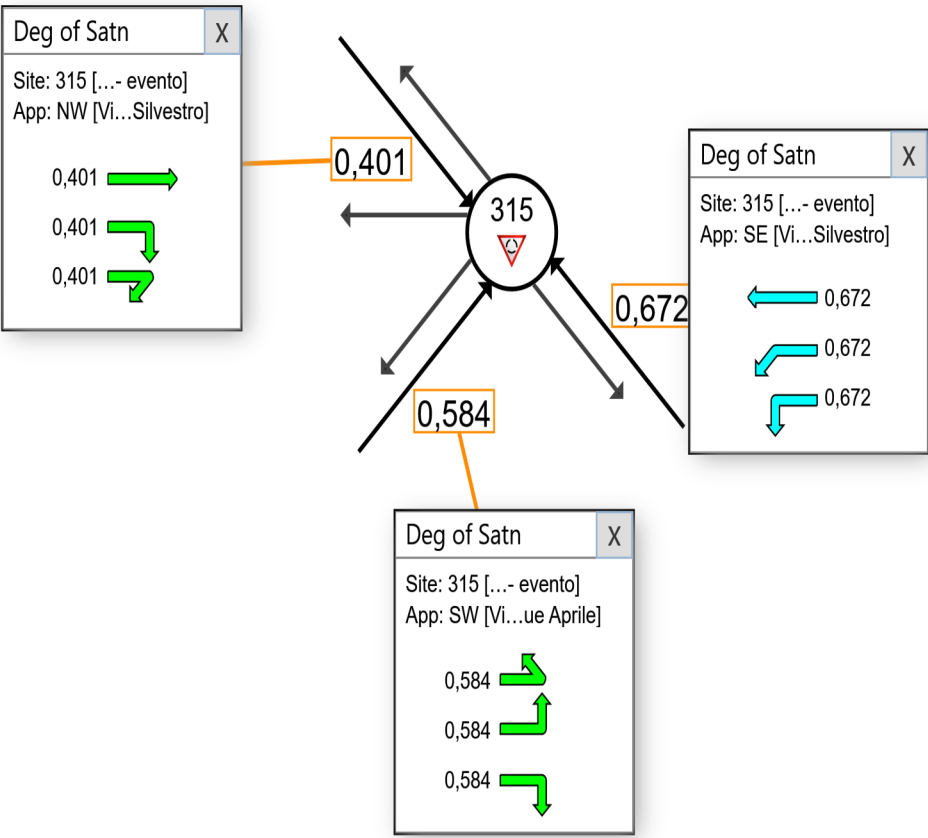 Deg of Satn X
Site: 315 [...- evento]
App: NW [Vi...Silvestro]
0,401
0,401
0,401
0,401
315
Deg of Satn X
Site: 315 [...- evento]
App: SE [Vi...Silvestro]
0,672
0,672
0,672
0,672
0,584
Deg of Satn X
Site: 315 [...- evento]
App: SW [Vi...ue Aprile]
0,584
0,584
0,584